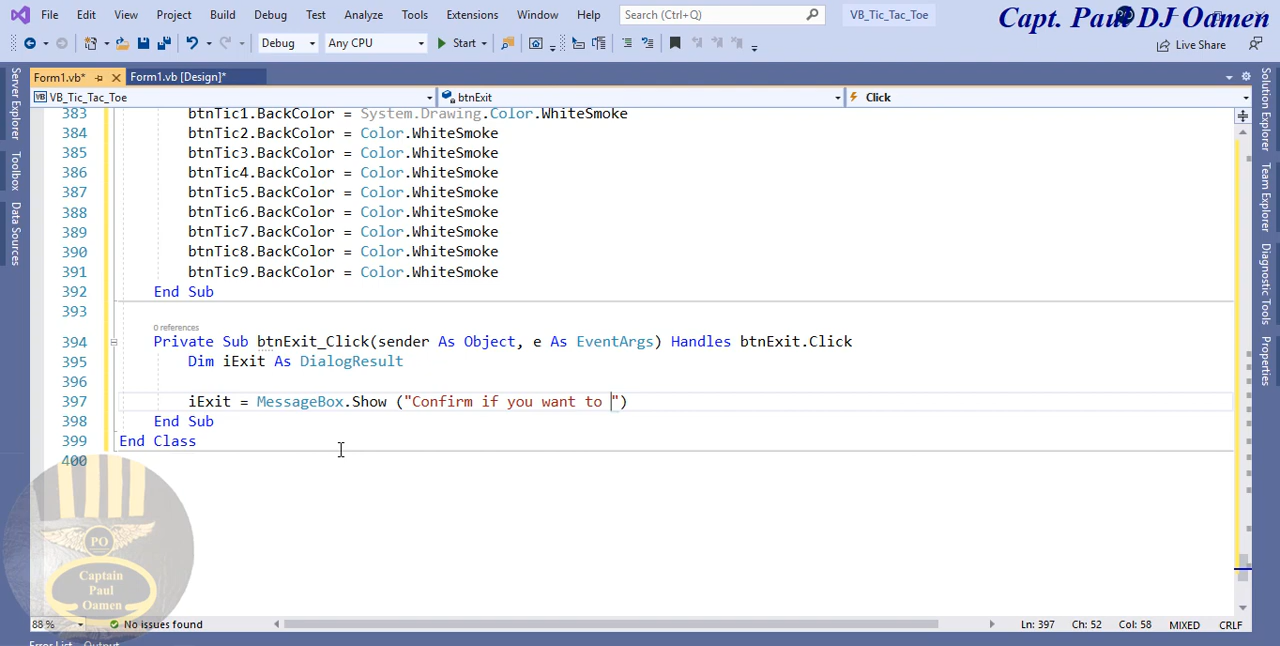 File Edit View Project Build Debug Test Analyze Tools Extensions Window Help Search (Ctrl+Q) VB_Tic_Tac_Toe
Capt. Paul DJ Oamen
Debug Any CPU Start Live Share
Form1.vb* Form1.vb [Design]*
VB_Tic_Tac_Toe btnExit Click
383 btnTic1.BackColor = System.Drawing.Color.WhiteSmoke
384 btnTic2.BackColor = Color.WhiteSmoke
385 btnTic3.BackColor = Color.WhiteSmoke
386 btnTic4.BackColor = Color.WhiteSmoke
387 btnTic5.BackColor = Color.WhiteSmoke
388 btnTic6.BackColor = Color.WhiteSmoke
389 btnTic7.BackColor = Color.WhiteSmoke
390 btnTic8.BackColor = Color.WhiteSmoke
391 btnTic9.BackColor = Color.WhiteSmoke
392 End Sub
393
0 references
394 Private Sub btnExit_Click(sender As Object, e As EventArgs) Handles btnExit.Click
395 Dim iExit As DialogResult
396
397 iExit = MessageBox.Show ("Confirm if you want to ")
398 End Sub
399 End Class
400
PO
Captain
Paul
Oamen
88 % No issues found Ln: 397 Ch: 52 Col: 58 MIXED CRLF
Error List Output
Server Explorer
Toolbox
Data Sources
Solution Explorer
Team Explorer
Diagnostic Tools
Properties